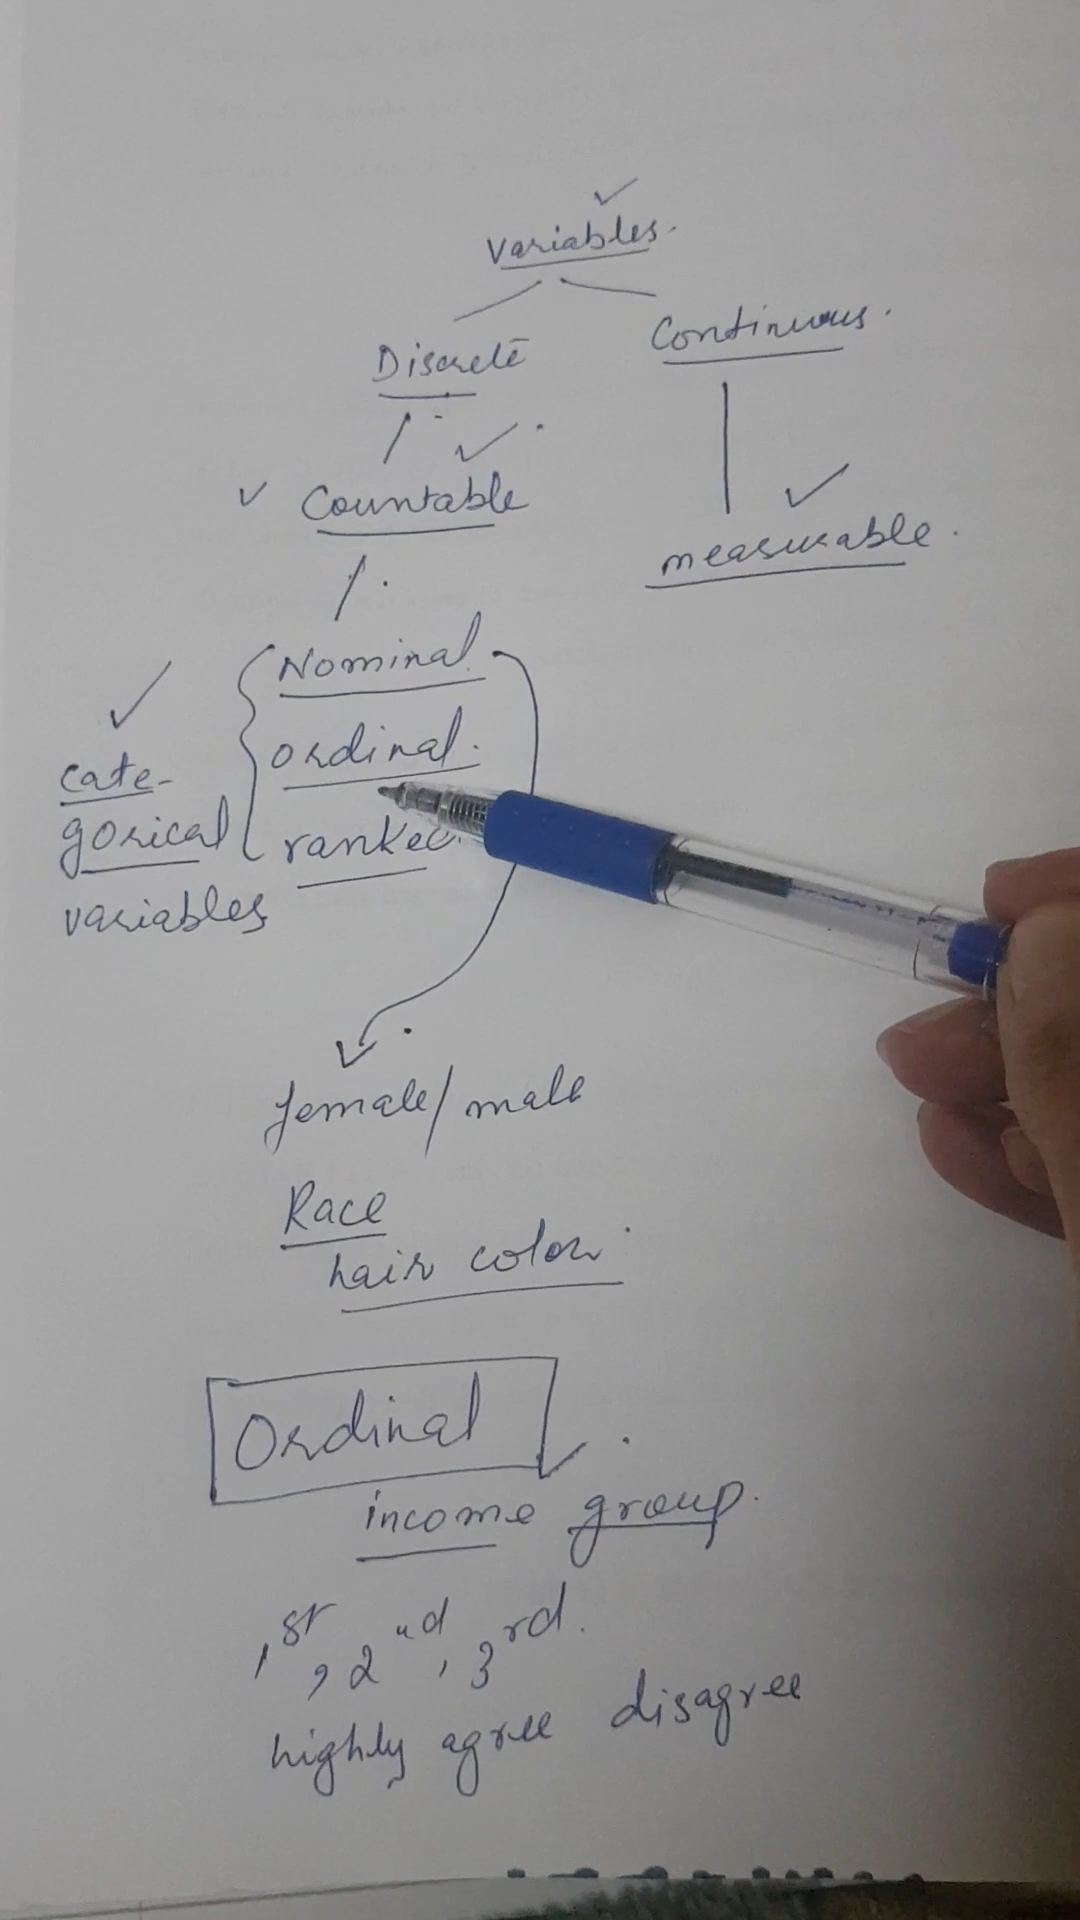 Variables.
Discrete
Continuous.
Countable
measurable.
Nominal
ordinal.
ranked
cate-
gorical
variables
female/male
Race
hair color
Ordinal
income group.
1st, 2nd, 3rd.
highly agree disagree